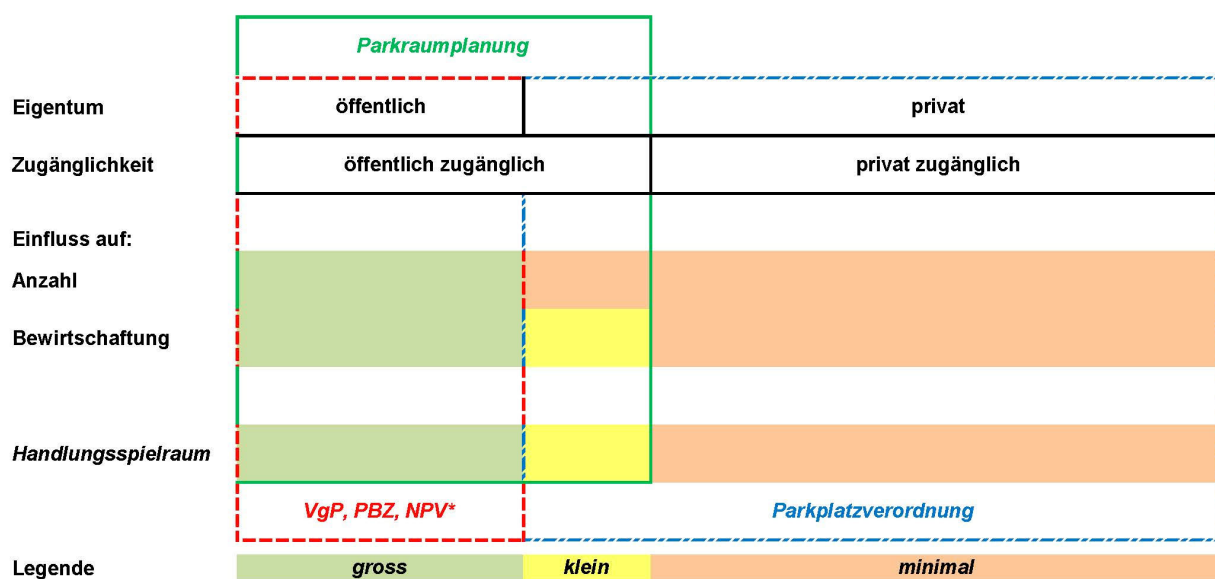 Parkraumplanung
Eigentum öffentlich privat
Zugänglichkeit öffentlich zugänglich privat zugänglich
Einfluss auf:
Anzahl
Bewirtschaftung
Handlungsspielraum
VgP, PBZ, NPV* Parkplatzverordnung
Legende gross klein minimal